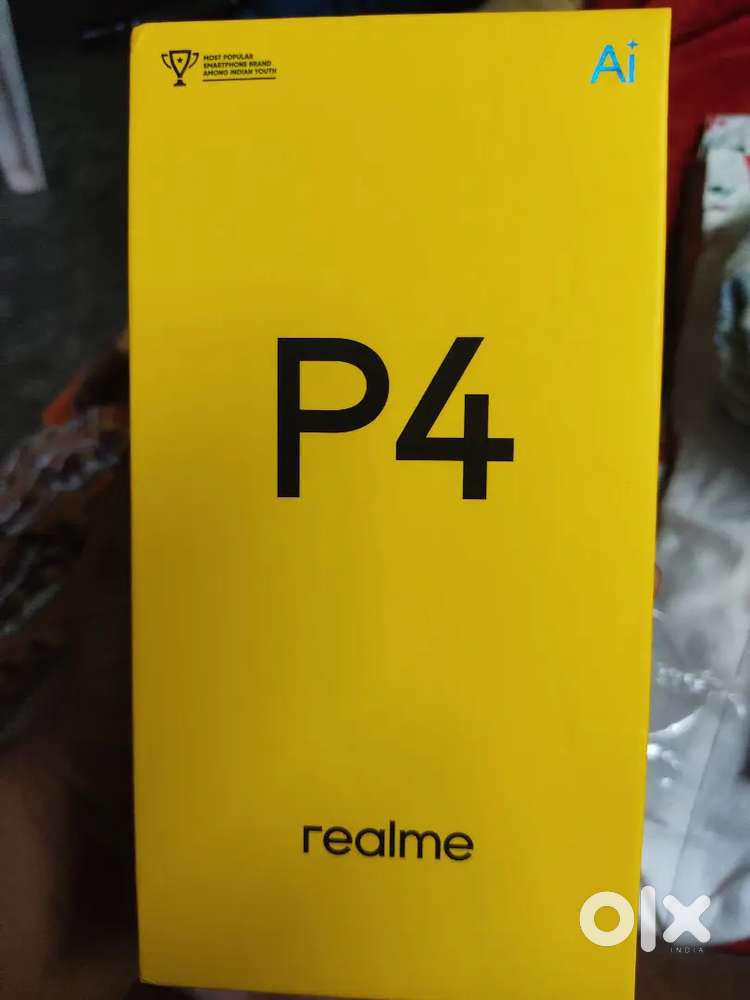 MOST POPULAR
SMARTPHONE BRAND
AMONG INDIAN YOUTH
Ai
P4
realme
olx
INDIA